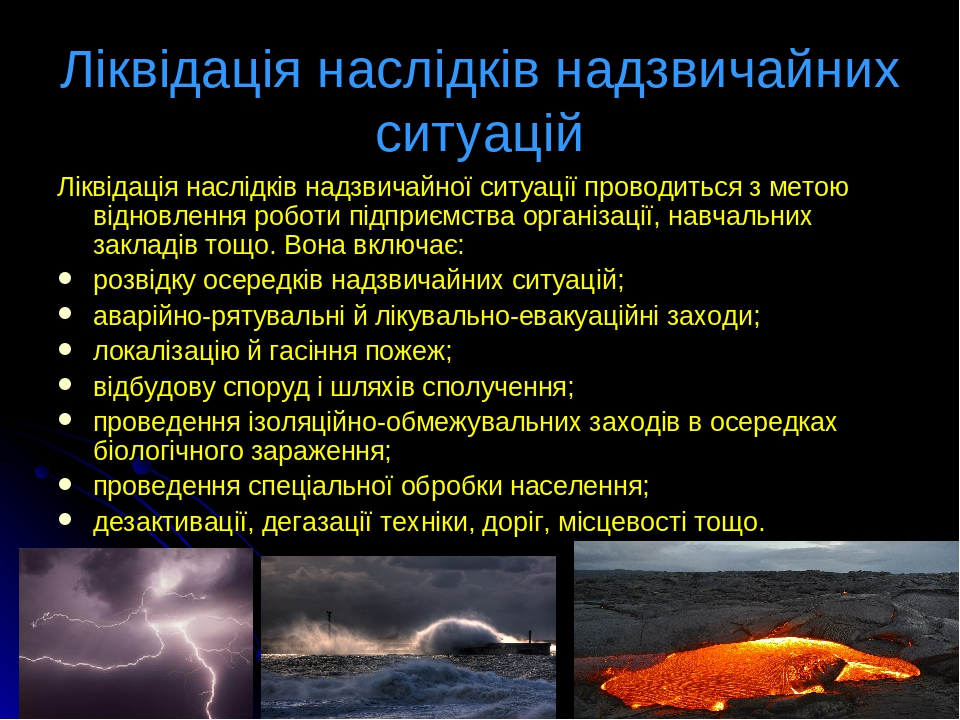 Ліквідація наслідків надзвичайних
ситуацій
Ліквідація наслідків надзвичайної ситуації проводиться з метою
відновлення роботи підприємства організації, навчальних
закладів тощо. Вона включає:
розвідку осередків надзвичайних ситуацій;
аварійно-рятувальні й лікувально-евакуаційні заходи;
локалізацію й гасіння пожеж;
відбудову споруд і шляхів сполучення;
проведення ізоляційно-обмежувальних заходів в осередках
біологічного зараження;
проведення спеціальної обробки населення;
дезактивації, дегазації техніки, доріг, місцевості тощо.